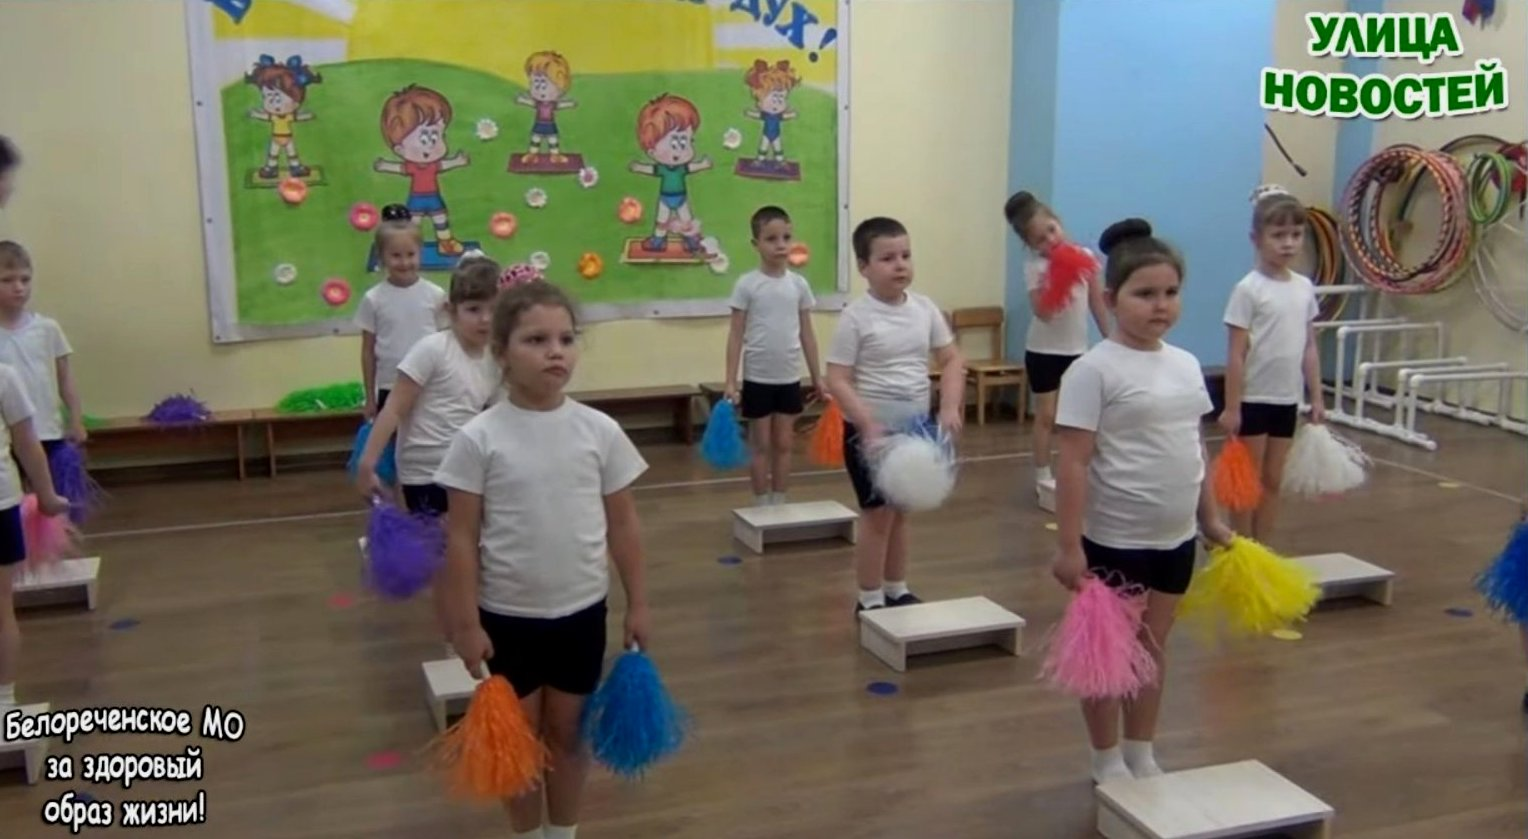 ДУХ!
УЛИЦА
НОВОСТЕЙ
Белореченское МО
за здоровый
образ жизни!